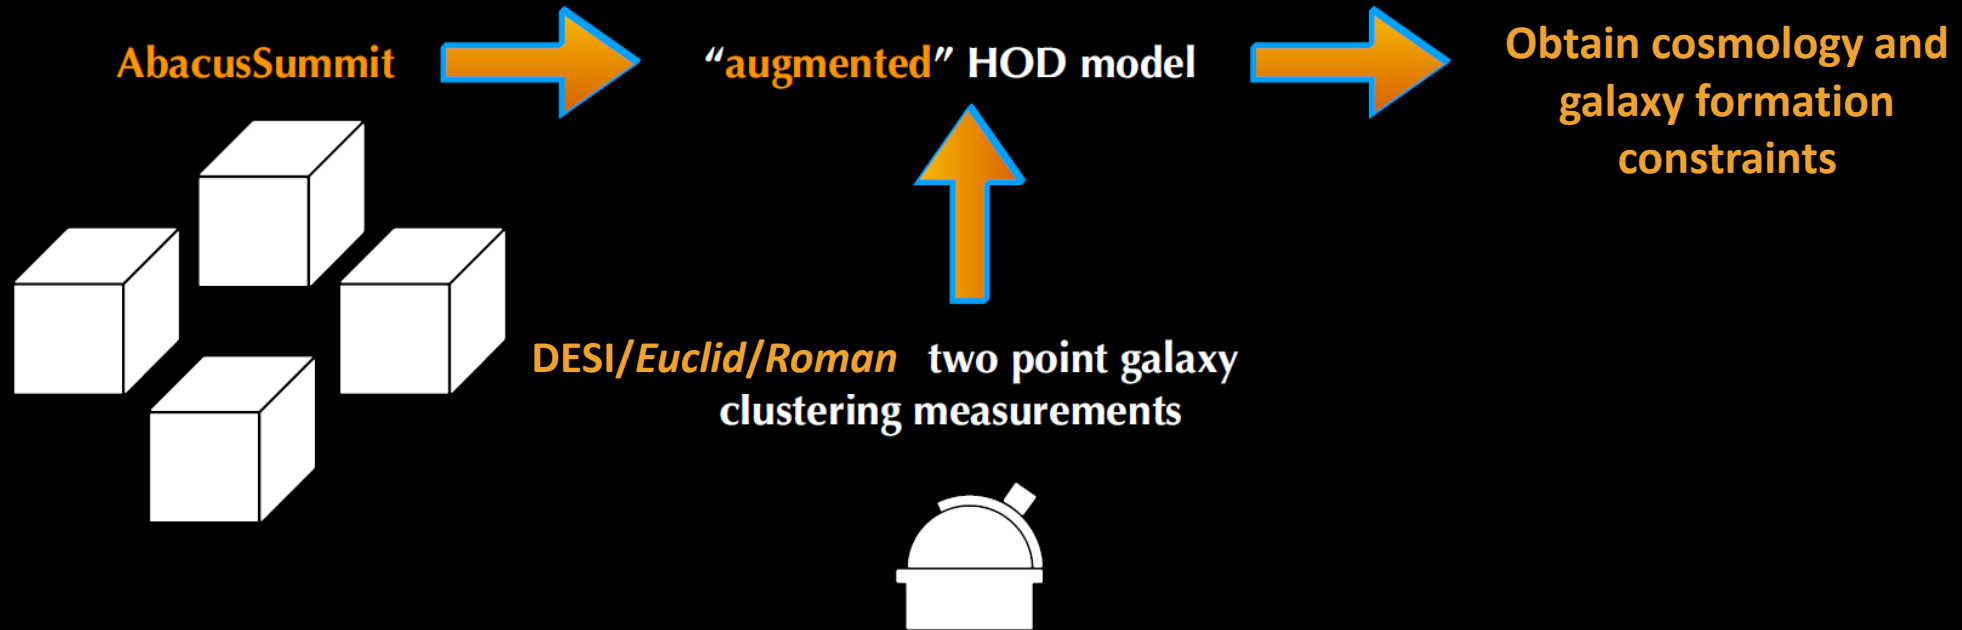 AbacusSummit
“augmented” HOD model
Obtain cosmology and
galaxy formation
constraints
DESI/Euclid/Roman two point galaxy
clustering measurements